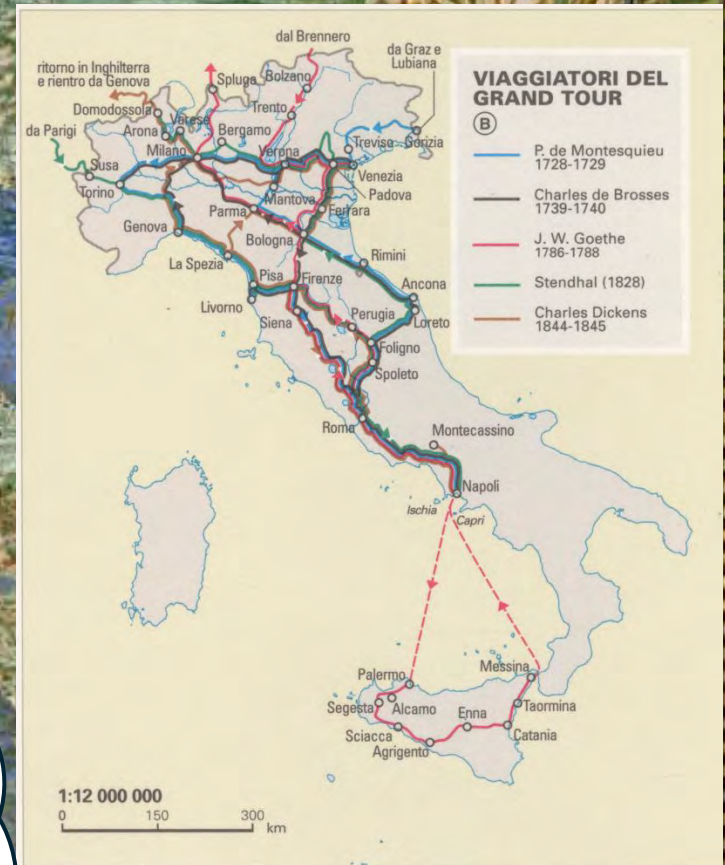 dal Brennero
da Graz e
Lubiana
ritorno in Inghilterra
e rientro da Genova
Spluga
Bolzano
Domodossola
Trento
Varese
Arona
Bergamo
Treviso
Gorizia
da Parigi
Milano
Verona
Susa
Venezia
Torino
Padova
Mantova
Parma
Ferrara
Genova
Bologna
La Spezia
Rimini
Pisa
Firenze
Ancona
Livorno
Perugia
Loreto
Siena
Foligno
Spoleto
Roma
Montecassino
Napoli
Ischia
Capri
Messina
Palermo
Segesta
Alcamo
Enna
Taormina
Sciacca
Catania
Agrigento
VIAGGIATORI DEL
GRAND TOUR
B
P. de Montesquieu
1728-1729
Charles de Brosses
1739-1740
J. W. Goethe
1786-1788
Stendhal (1828)
Charles Dickens
1844-1845
1:12 000 000
0 150 300
km